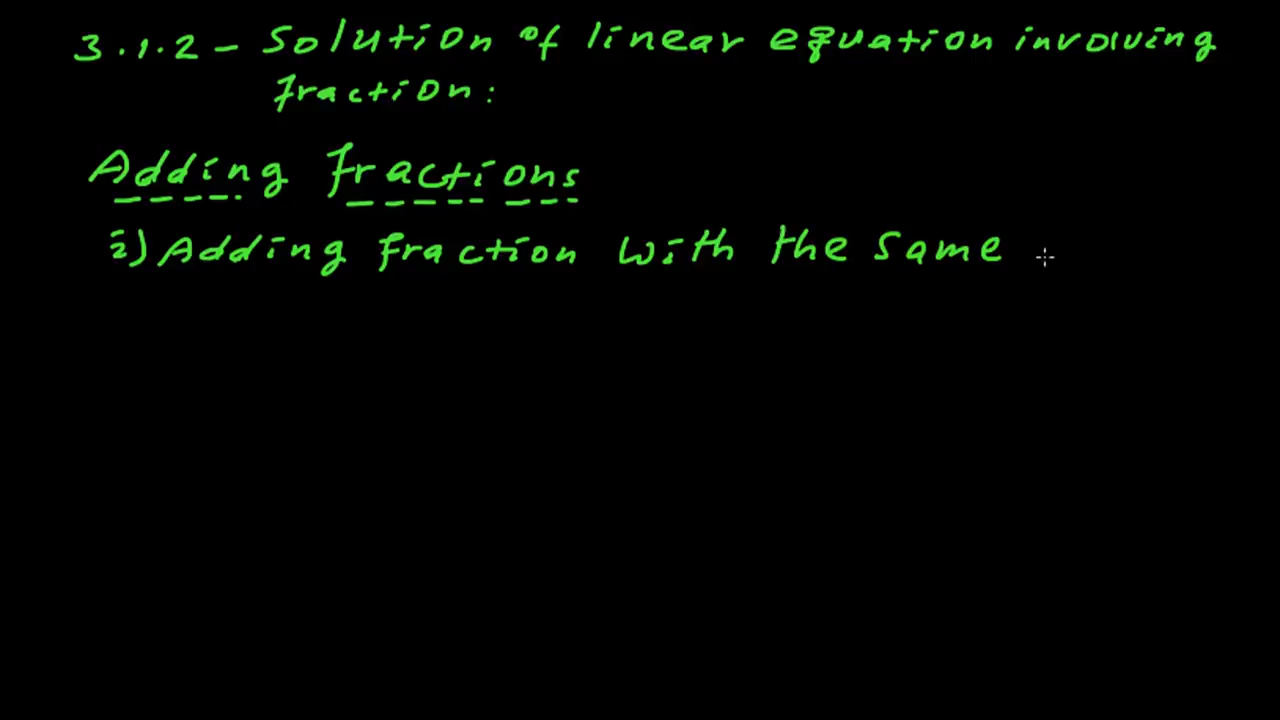 3.1.2 - Solution of linear equation involving
fraction:
Adding fractions
i) Adding fraction with the same